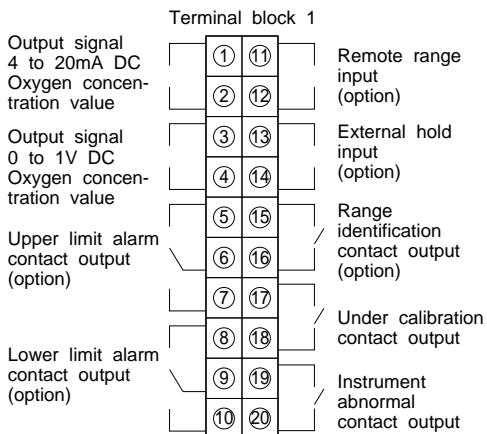 Terminal block 1
Output signal
4 to 20mA DC
Oxygen concen-
tration value
Output signal
0 to 1V DC
Oxygen concen-
tration value
Upper limit alarm
contact output
(option)
Lower limit alarm
contact output
(option)
① ⑪
② ⑫
③ ⑬
④ ⑭
⑤ ⑮
⑥ ⑯
⑦ ⑰
⑧ ⑱
⑨ ⑲
⑩ ⑳
Remote range
input
(option)
External hold
input
(option)
Range
identification
contact output
(option)
Under calibration
contact output
Instrument
abnormal
contact output